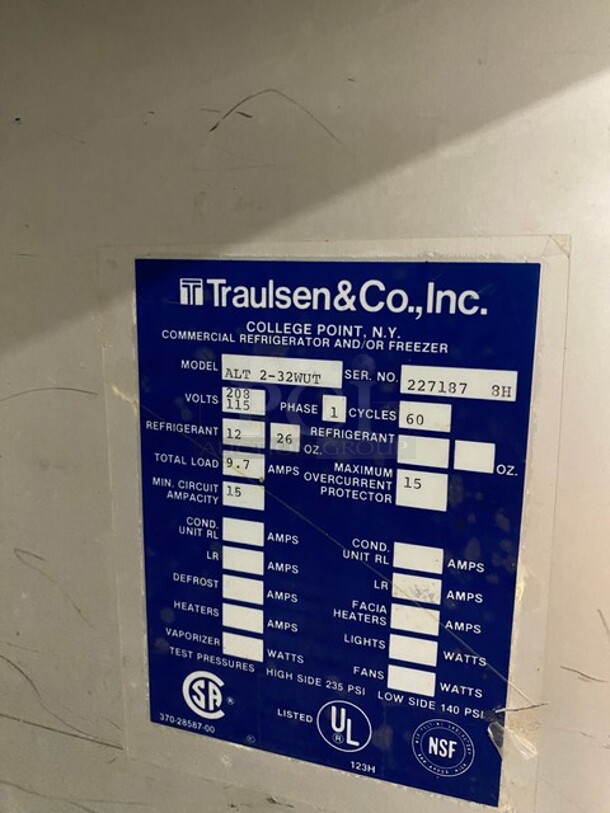 Traulsen & Co., Inc.
COLLEGE POINT, N.Y.
COMMERCIAL REFRIGERATOR AND/OR FREEZER
MODEL ALT 2-32WUT SER. NO. 227187 8H
VOLTS 208 115 PHASE 1 CYCLES 60
REFRIGERANT 12 26 OZ. REFRIGERANT OZ.
TOTAL LOAD 9.7 AMPS MAXIMUM OVERCURRENT PROTECTOR 15
MIN. CIRCUIT AMPACITY 15
COND. UNIT RL AMPS COND. UNIT RL AMPS
LR AMPS LR AMPS
DEFROST AMPS FACIA HEATERS AMPS
HEATERS AMPS LIGHTS WATTS
VAPORIZER WATTS FANS WATTS
TEST PRESSURES HIGH SIDE 235 PSI LOW SIDE 140 PSI
SA ®
370-28587-00
LISTED UL ®
123H
NSF